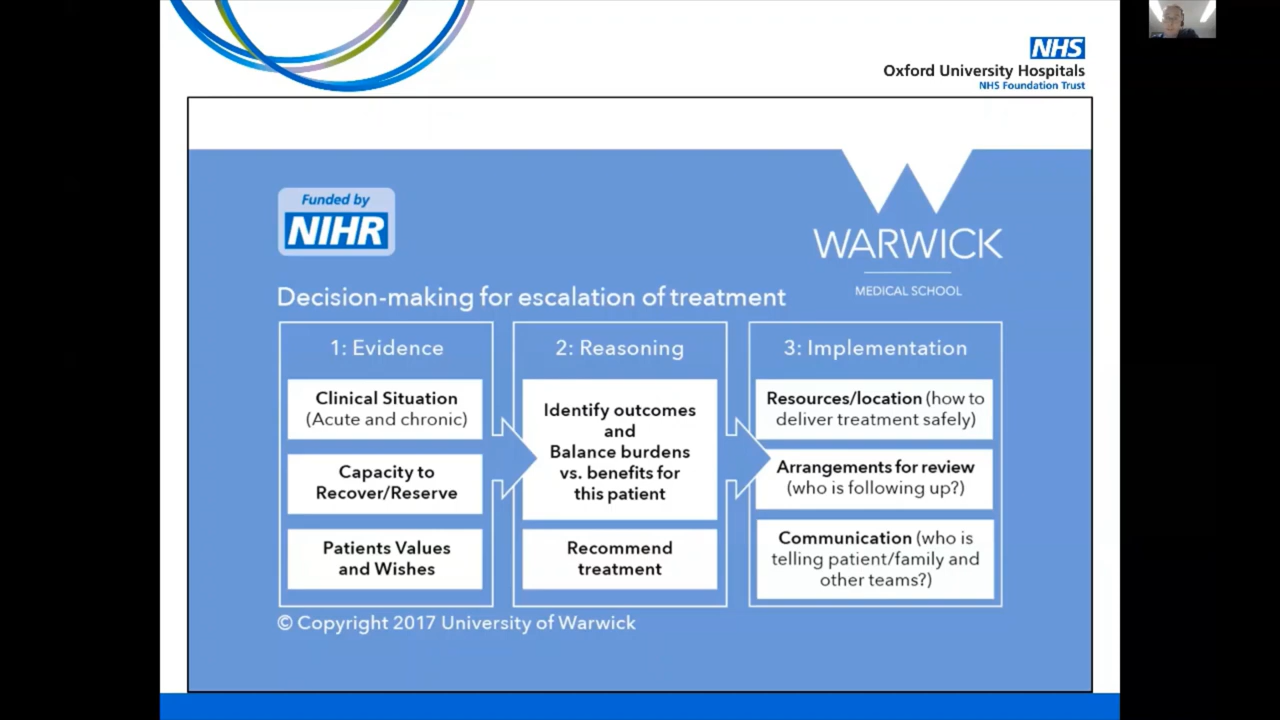 NHS
Oxford University Hospitals
NHS Foundation Trust
Funded by
NIHR
WARWICK
MEDICAL SCHOOL
Decision-making for escalation of treatment
1: Evidence
Clinical Situation
(Acute and chronic)
Capacity to
Recover/Reserve
Patients Values
and Wishes
2: Reasoning
Identify outcomes
and
Balance burdens
vs. benefits for
this patient
Recommend
treatment
3: Implementation
Resources/location (how to
deliver treatment safely)
Arrangements for review
(who is following up?)
Communication (who is
telling patient/family and
other teams?)
© Copyright 2017 University of Warwick